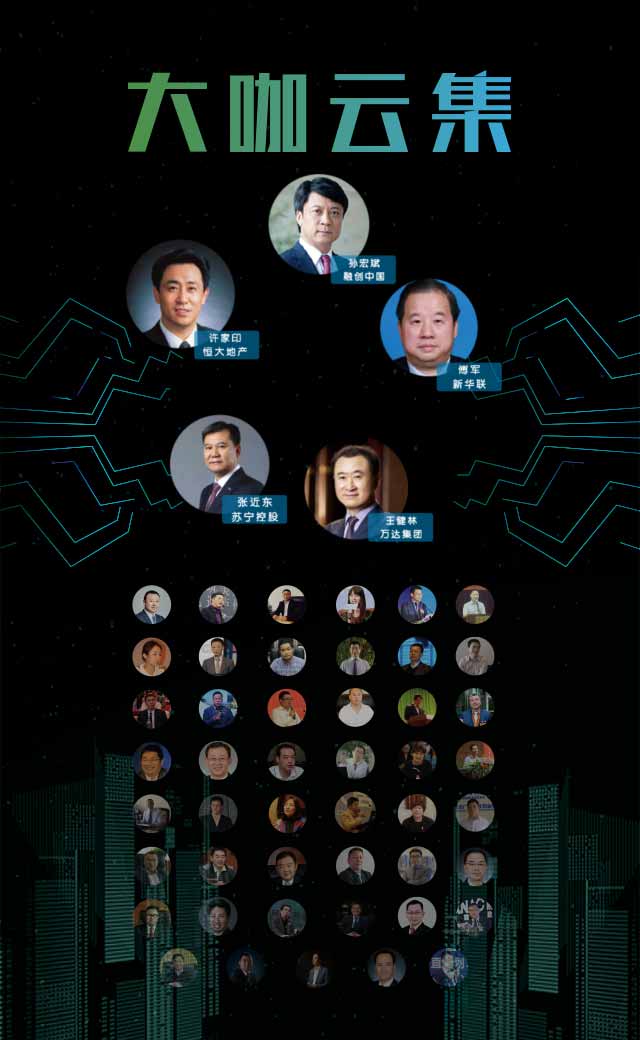 大咖云集
孙宏斌
融创中国
许家印
恒大地产
傅军
新华联
张近东
苏宁控股
王健林
万达集团